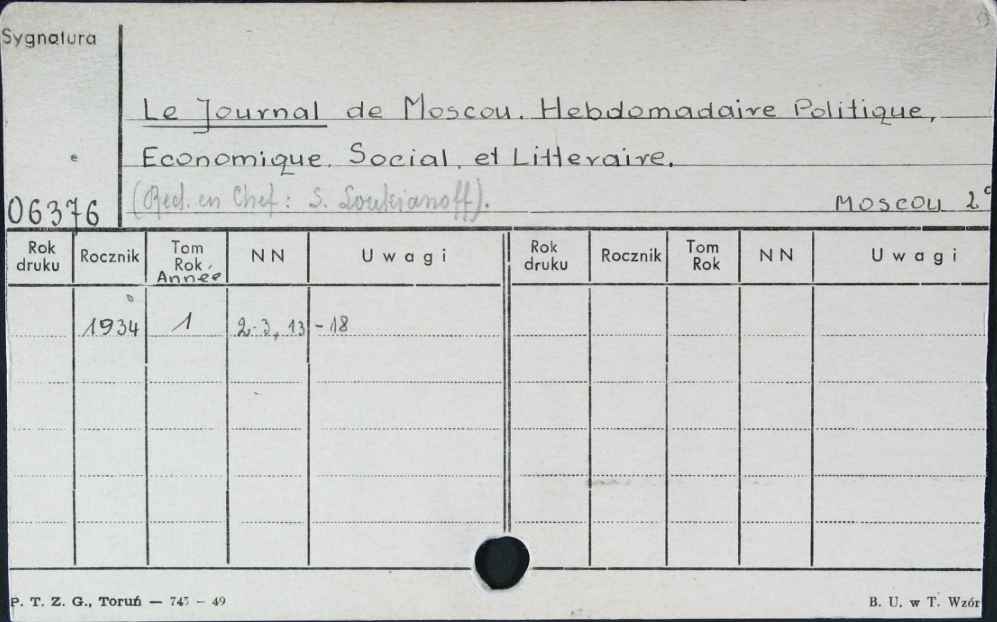 Sygnatura
Le Journal de Moscou. Hebdomadaire Politique,
Economique. Social, et Litteraire.
06376 (Red. en Chef: S. Loukianoff). Moscou 2°
Rok druku Rocznik Tom Rok, Année NN Uwagi Rok druku Rocznik Tom Rok NN Uwagi
1934 1 2-3, 13-18
P. T. Z. G., Toruń — 745 - 49 B. U. w T. Wzór